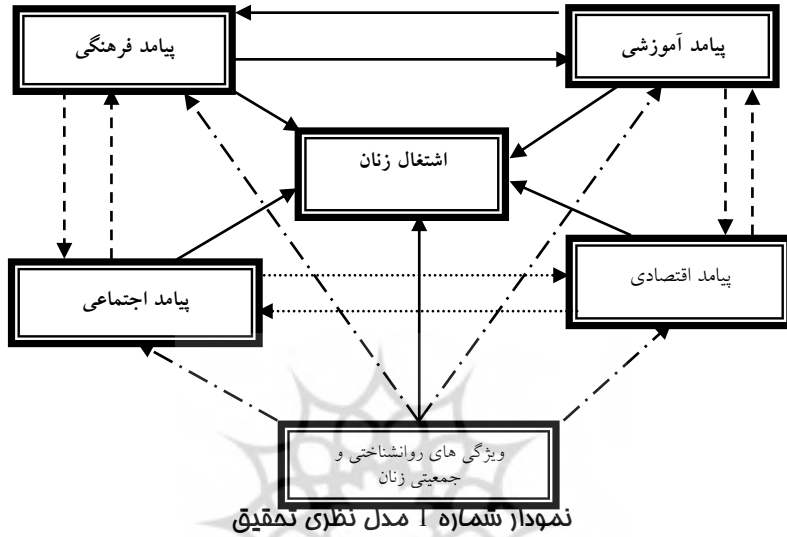 پیامد آموزشی
پیامد فرهنگی
اشتغال زنان
پیامد اقتصادی
پیامد اجتماعی
ویژگی های روانشناختی و
جمعیتی زنان
نمودار شماره 1 مدل نظری تحقیق